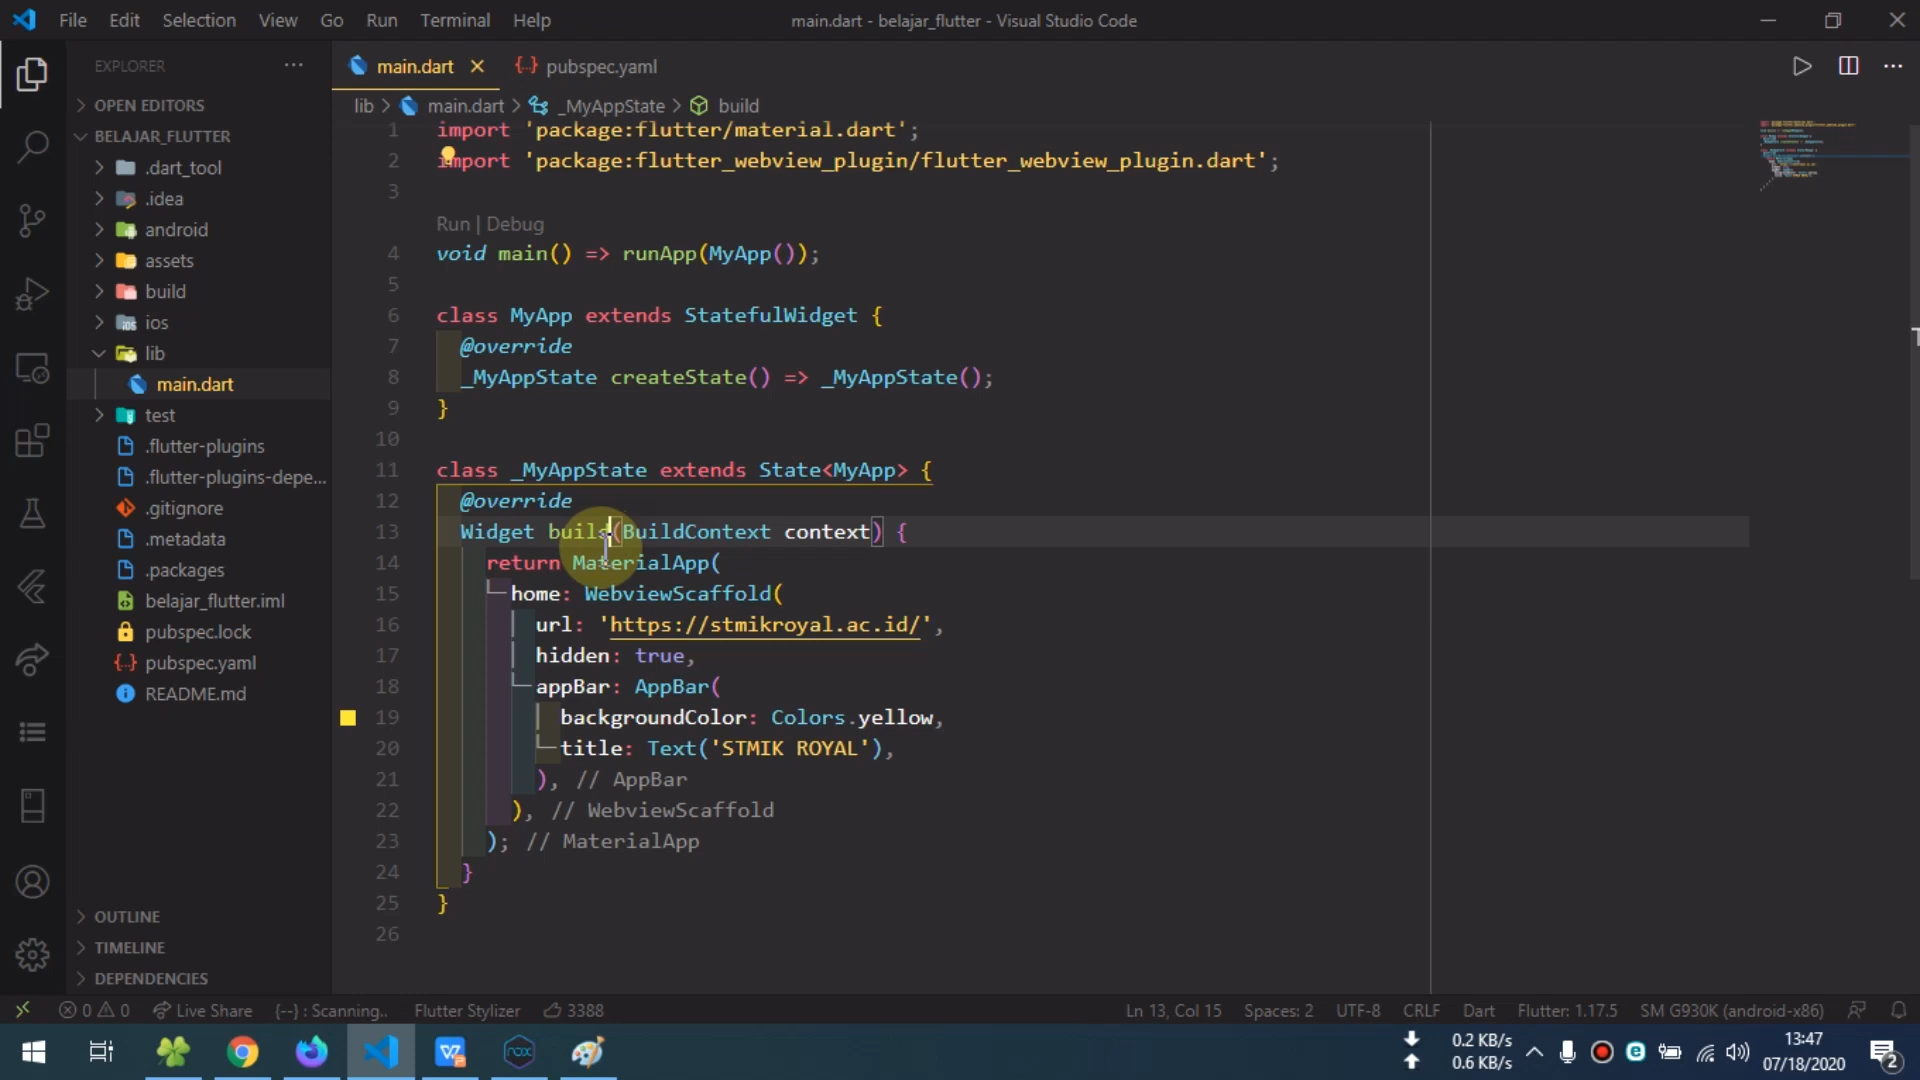 File Edit Selection View Go Run Terminal Help
main.dart - belajar_flutter - Visual Studio Code
EXPLORER
OPEN EDITORS
BELAJAR_FLUTTER
.dart_tool
.idea
android
assets
build
ios
lib
main.dart
test
.flutter-plugins
.flutter-plugins-depe...
.gitignore
.metadata
.packages
belajar_flutter.iml
pubspec.lock
pubspec.yaml
README.md
OUTLINE
TIMELINE
DEPENDENCIES
main.dart
pubspec.yaml
lib > main.dart > _MyAppState > build
1 import 'package:flutter/material.dart';
2 import 'package:flutter_webview_plugin/flutter_webview_plugin.dart';
3
Run | Debug
4 void main() => runApp(MyApp());
5
6 class MyApp extends StatefulWidget {
7 @override
8 _MyAppState createState() => _MyAppState();
9 }
10
11 class _MyAppState extends State<MyApp> {
12 @override
13 Widget build(BuildContext context) {
14 return MaterialApp(
15 home: WebviewScaffold(
16 url: 'https://stmikroyal.ac.id/',
17 hidden: true,
18 appBar: AppBar(
19 backgroundColor: Colors.yellow,
20 title: Text('STMIK ROYAL'),
21 ), // AppBar
22 ), // WebviewScaffold
23 ); // MaterialApp
24 }
25 }
26
0 0 Live Share {--} : Scanning.. Flutter Stylizer 3388
Ln 13, Col 15 Spaces: 2 UTF-8 CRLF Dart Flutter: 1.17.5 SM G930K (android-x86)
nox
0.2 KB/s
0.6 KB/s
13:47
07/18/2020
2